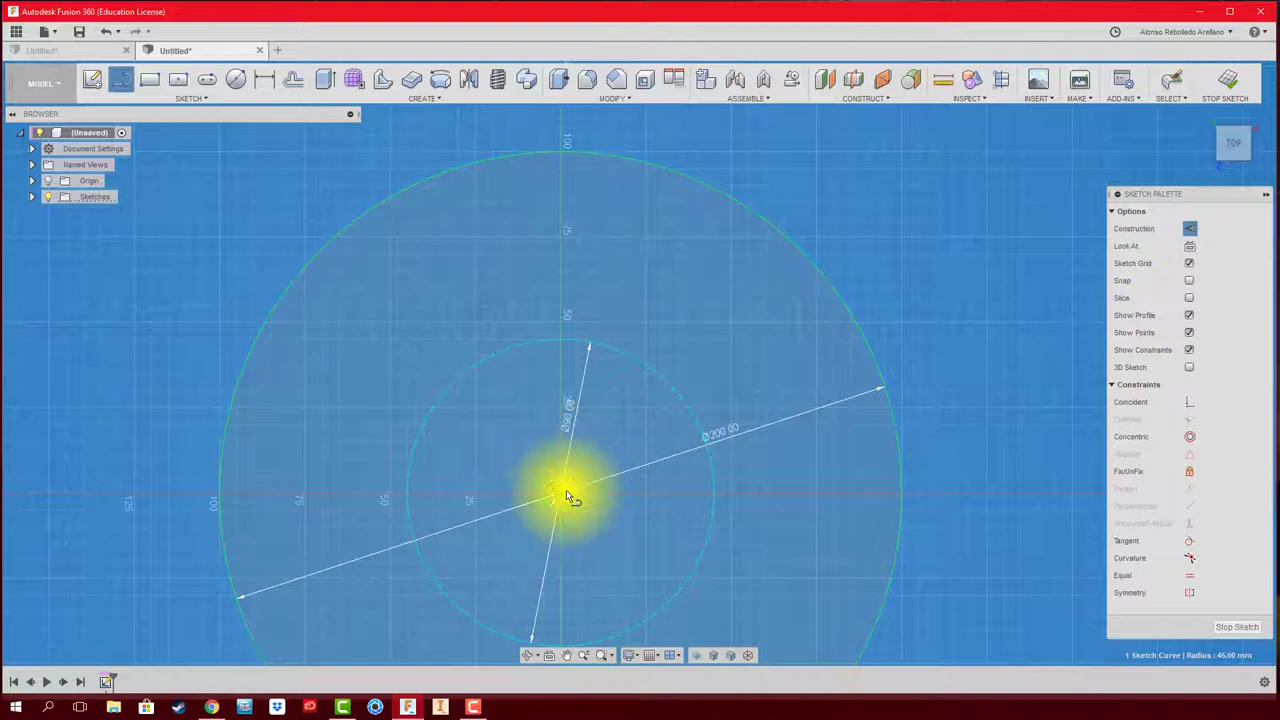 Autodesk Fusion 360 (Education License)
Alonso Rebolledo Arellano
Untitled*
Untitled*
MODEL
SKETCH
CREATE
MODIFY
ASSEMBLE
CONSTRUCT
INSPECT
INSERT
MAKE
ADD-INS
SELECT
STOP SKETCH
BROWSER
(Unsaved)
Document Settings
Named Views
Origin
Sketches
TOP
100
75
50
Ø200.00
125
100
75
50
25
SKETCH PALETTE
Options
Construction
Look At
Sketch Grid
Snap
Slice
Show Profile
Show Points
Show Constraints
3D Sketch
Constraints
Coincident
Concentric
Fix/UnFix
Tangent
Curvature
Equal
Symmetry
Stop Sketch
1 Sketch Curve | Radius : 45.00 mm